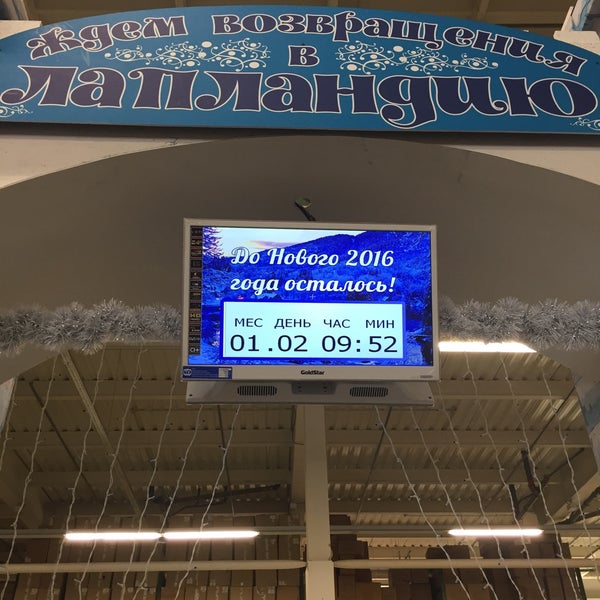 Ждем возвращения
в
Лапландию
До Нового 2016
года осталось!
МЕС ДЕНЬ ЧАС МИН
01.02 09:52
GoldStar